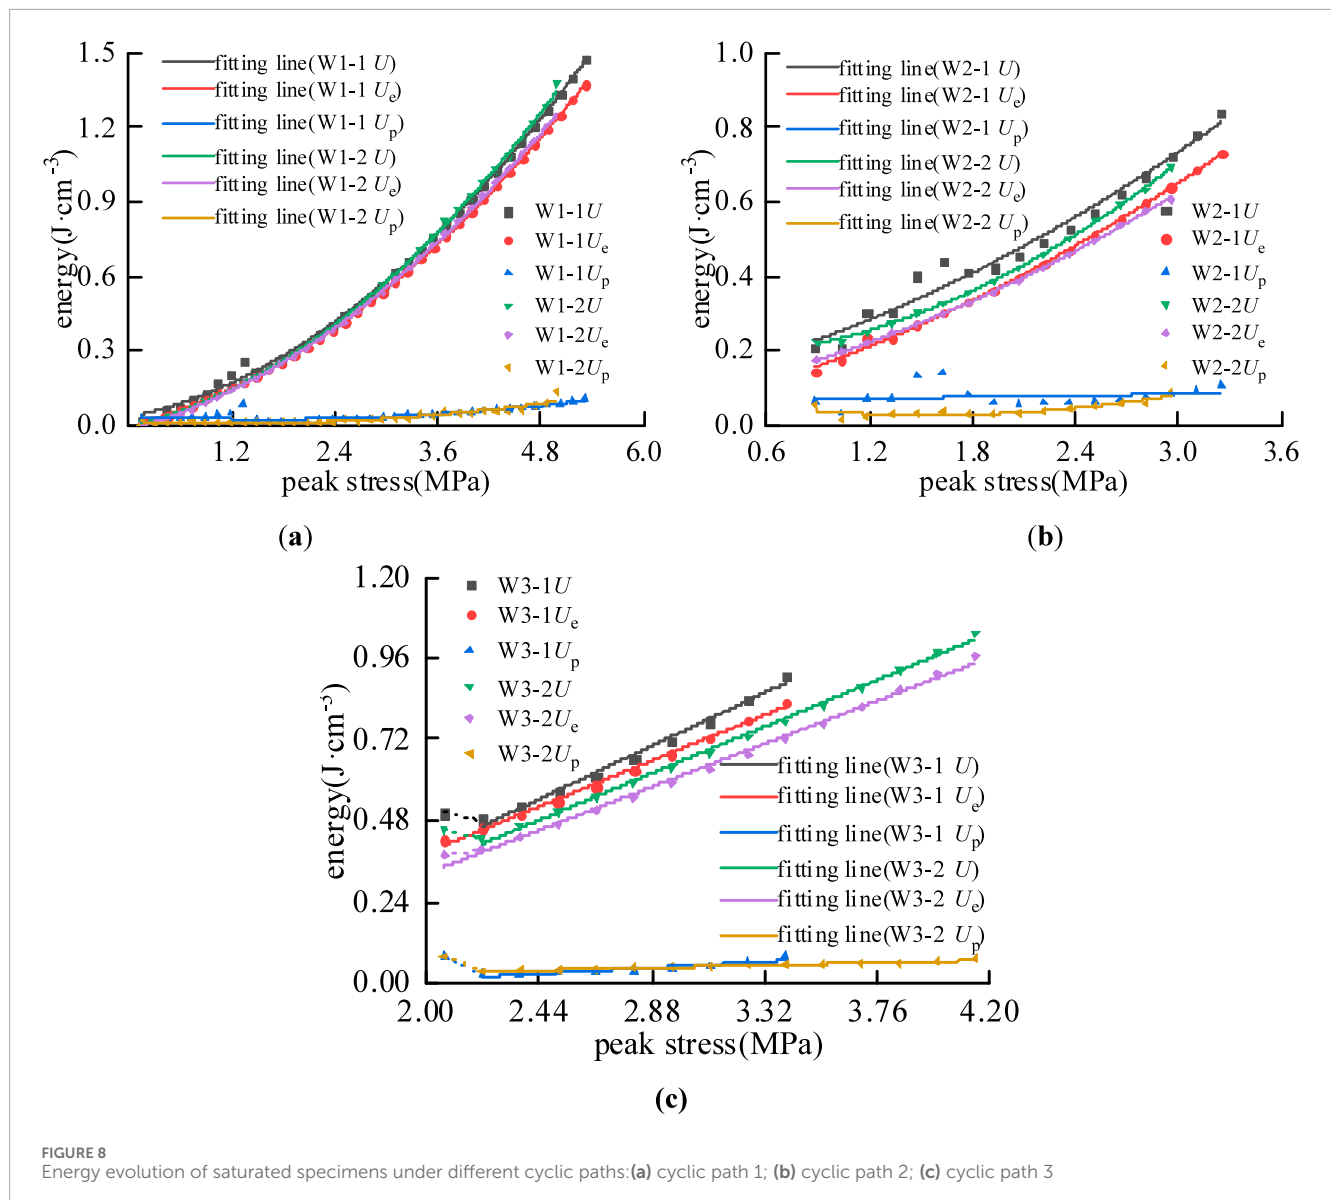 1.5
1.2
0.9
0.6
0.3
0.0
energy(J·cm⁻³)
fitting line(W1-1 U)
fitting line(W1-1 Uₑ)
fitting line(W1-1 Uₚ)
fitting line(W1-2 U)
fitting line(W1-2 Uₑ)
fitting line(W1-2 Uₚ)
W1-1U
W1-1Uₑ
W1-1Uₚ
W1-2U
W1-2Uₑ
W1-2Uₚ
1.2 2.4 3.6 4.8 6.0
peak stress(MPa)
(a)
1.0
0.8
0.6
0.4
0.2
0.0
energy(J·cm⁻³)
fitting line(W2-1 U)
fitting line(W2-1 Uₑ)
fitting line(W2-1 Uₚ)
fitting line(W2-2 U)
fitting line(W2-2 Uₑ)
fitting line(W2-2 Uₚ)
W2-1U
W2-1Uₑ
W2-1Uₚ
W2-2U
W2-2Uₑ
W2-2Uₚ
0.6 1.2 1.8 2.4 3.0 3.6
peak stress(MPa)
(b)
1.20
0.96
0.72
0.48
0.24
0.00
energy(J·cm⁻³)
W3-1U
W3-1Uₑ
W3-1Uₚ
W3-2U
W3-2Uₑ
W3-2Uₚ
fitting line(W3-1 U)
fitting line(W3-1 Uₑ)
fitting line(W3-1 Uₚ)
fitting line(W3-2 U)
fitting line(W3-2 Uₑ)
fitting line(W3-2 Uₚ)
2.00 2.44 2.88 3.32 3.76 4.20
peak stress(MPa)
(c)
FIGURE 8
Energy evolution of saturated specimens under different cyclic paths:(a) cyclic path 1; (b) cyclic path 2; (c) cyclic path 3